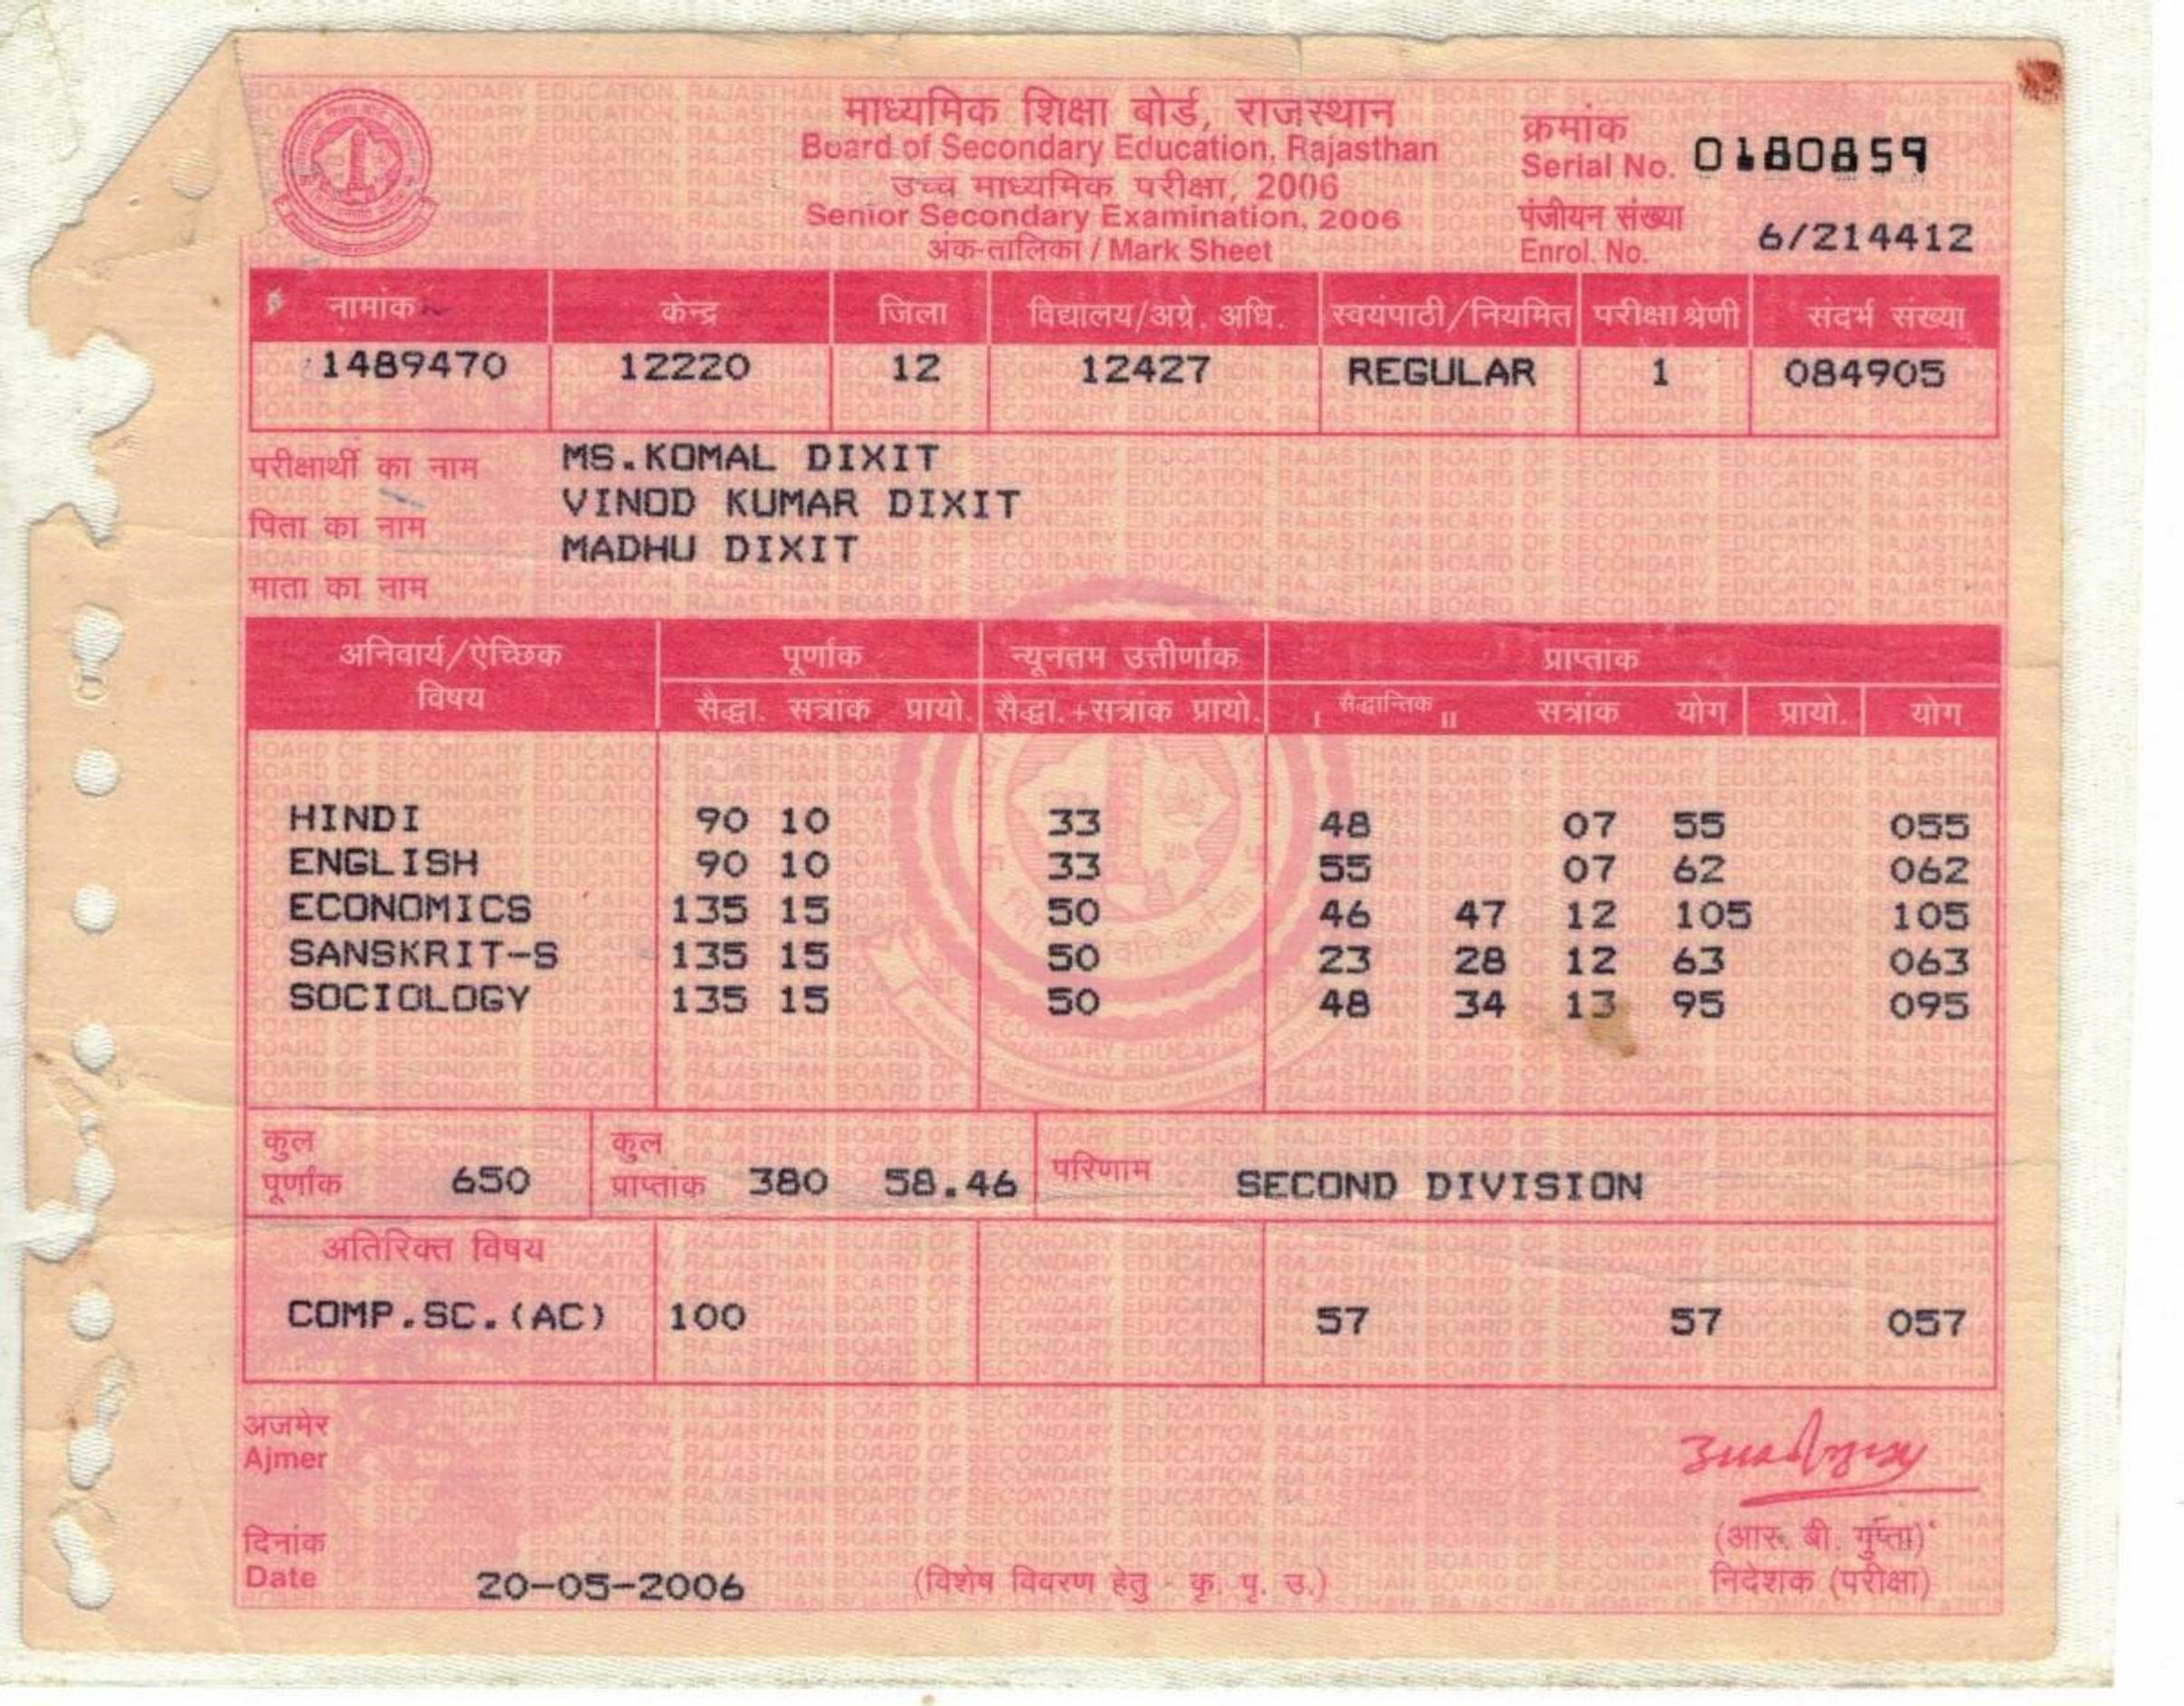 माध्यमिक शिक्षा बोर्ड, राजस्थान
Board of Secondary Education, Rajasthan
उच्च माध्यमिक परीक्षा, 2006
Senior Secondary Examination, 2006
अंक-तालिका / Mark Sheet
क्रमांक
Serial No. 0180859
पंजीयन संख्या
Enrol. No. 6/214412
नामांक केन्द्र जिला विद्यालय/अग्रे. अधि. स्वयंपाठी/नियमित परीक्षा श्रेणी संदर्भ संख्या
1489470 12220 12 12427 REGULAR 1 084905
परीक्षार्थी का नाम MS.KOMAL DIXIT
पिता का नाम VINOD KUMAR DIXIT
माता का नाम MADHU DIXIT
अनिवार्य/ऐच्छिक पूर्णांक न्यूनतम उत्तीर्णांक प्राप्तांक
विषय सैद्धा. सत्रांक प्रायो. सैद्धा.+सत्रांक प्रायो. I सैद्धान्तिक II सत्रांक योग प्रायो. योग
HINDI 90 10 33 48 07 55 055
ENGLISH 90 10 33 55 07 62 062
ECONOMICS 135 15 50 46 47 12 105 105
SANSKRIT-S 135 15 50 23 28 12 63 063
SOCIOLOGY 135 15 50 48 34 13 95 095
कुल पूर्णांक 650 कुल प्राप्तांक 380 58.46 परिणाम SECOND DIVISION
अतिरिक्त विषय
COMP.SC.(AC) 100 57 57 057
अजमेर
Ajmer
दिनांक
Date 20-05-2006
(विशेष विवरण हेतु - कृ. पृ. उ.)
(आर. बी. गुप्ता)
निदेशक (परीक्षा)